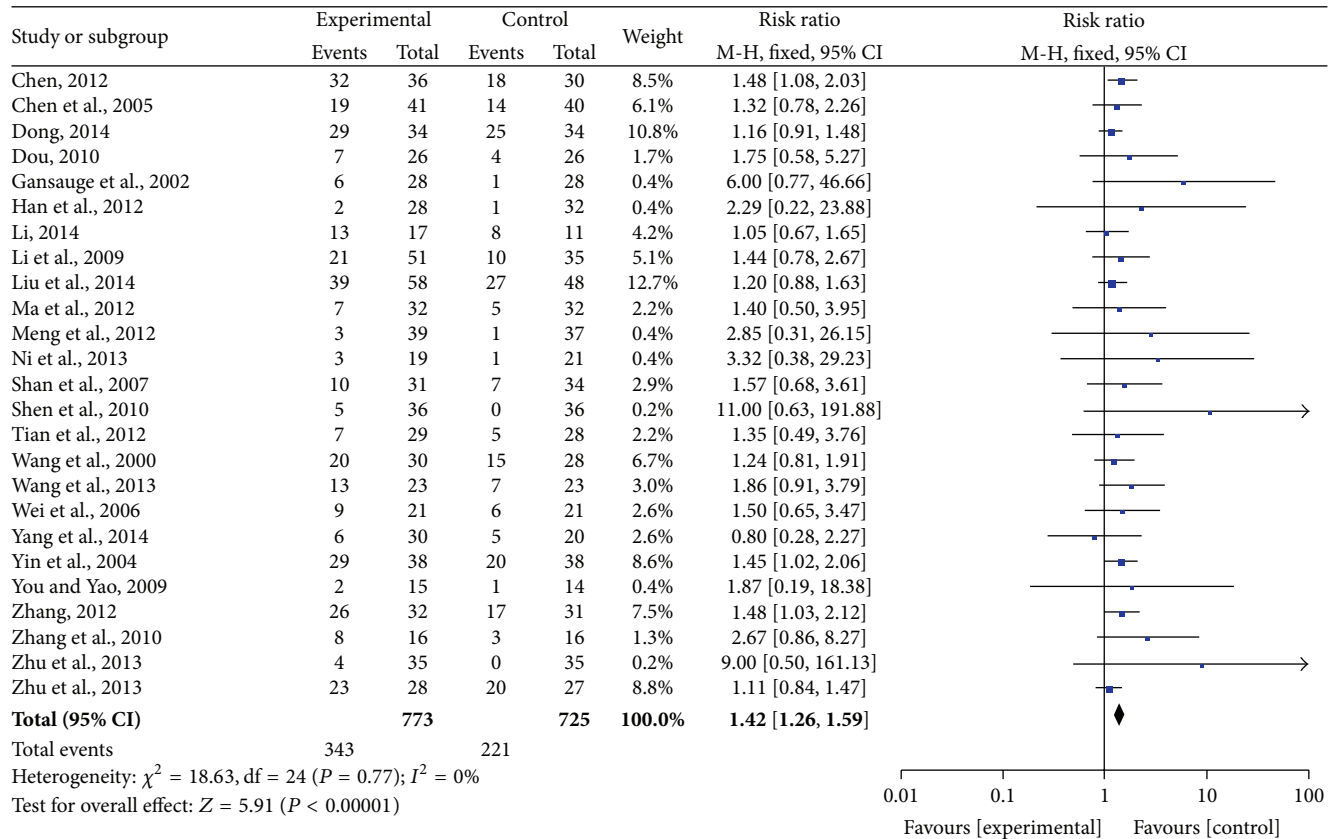 Study or subgroup Experimental Control Weight Risk ratio Risk ratio
Events Total Events Total M-H, fixed, 95% CI M-H, fixed, 95% CI
Chen, 2012 32 36 18 30 8.5% 1.48 [1.08, 2.03]
Chen et al., 2005 19 41 14 40 6.1% 1.32 [0.78, 2.26]
Dong, 2014 29 34 25 34 10.8% 1.16 [0.91, 1.48]
Dou, 2010 7 26 4 26 1.7% 1.75 [0.58, 5.27]
Gansauge et al., 2002 6 28 1 28 0.4% 6.00 [0.77, 46.66]
Han et al., 2012 2 28 1 32 0.4% 2.29 [0.22, 23.88]
Li, 2014 13 17 8 11 4.2% 1.05 [0.67, 1.65]
Li et al., 2009 21 51 10 35 5.1% 1.44 [0.78, 2.67]
Liu et al., 2014 39 58 27 48 12.7% 1.20 [0.88, 1.63]
Ma et al., 2012 7 32 5 32 2.2% 1.40 [0.50, 3.95]
Meng et al., 2012 3 39 1 37 0.4% 2.85 [0.31, 26.15]
Ni et al., 2013 3 19 1 21 0.4% 3.32 [0.38, 29.23]
Shan et al., 2007 10 31 7 34 2.9% 1.57 [0.68, 3.61]
Shen et al., 2010 5 36 0 36 0.2% 11.00 [0.63, 191.88]
Tian et al., 2012 7 29 5 28 2.2% 1.35 [0.49, 3.76]
Wang et al., 2000 20 30 15 28 6.7% 1.24 [0.81, 1.91]
Wang et al., 2013 13 23 7 23 3.0% 1.86 [0.91, 3.79]
Wei et al., 2006 9 21 6 21 2.6% 1.50 [0.65, 3.47]
Yang et al., 2014 6 30 5 20 2.6% 0.80 [0.28, 2.27]
Yin et al., 2004 29 38 20 38 8.6% 1.45 [1.02, 2.06]
You and Yao, 2009 2 15 1 14 0.4% 1.87 [0.19, 18.38]
Zhang, 2012 26 32 17 31 7.5% 1.48 [1.03, 2.12]
Zhang et al., 2010 8 16 3 16 1.3% 2.67 [0.86, 8.27]
Zhu et al., 2013 4 35 0 35 0.2% 9.00 [0.50, 161.13]
Zhu et al., 2013 23 28 20 27 8.8% 1.11 [0.84, 1.47]
Total (95% CI) 773 725 100.0% 1.42 [1.26, 1.59]
Total events 343 221
Heterogeneity: χ² = 18.63, df = 24 (P = 0.77); I² = 0%
Test for overall effect: Z = 5.91 (P < 0.00001)
0.01 0.1 1 10 100
Favours [experimental] Favours [control]